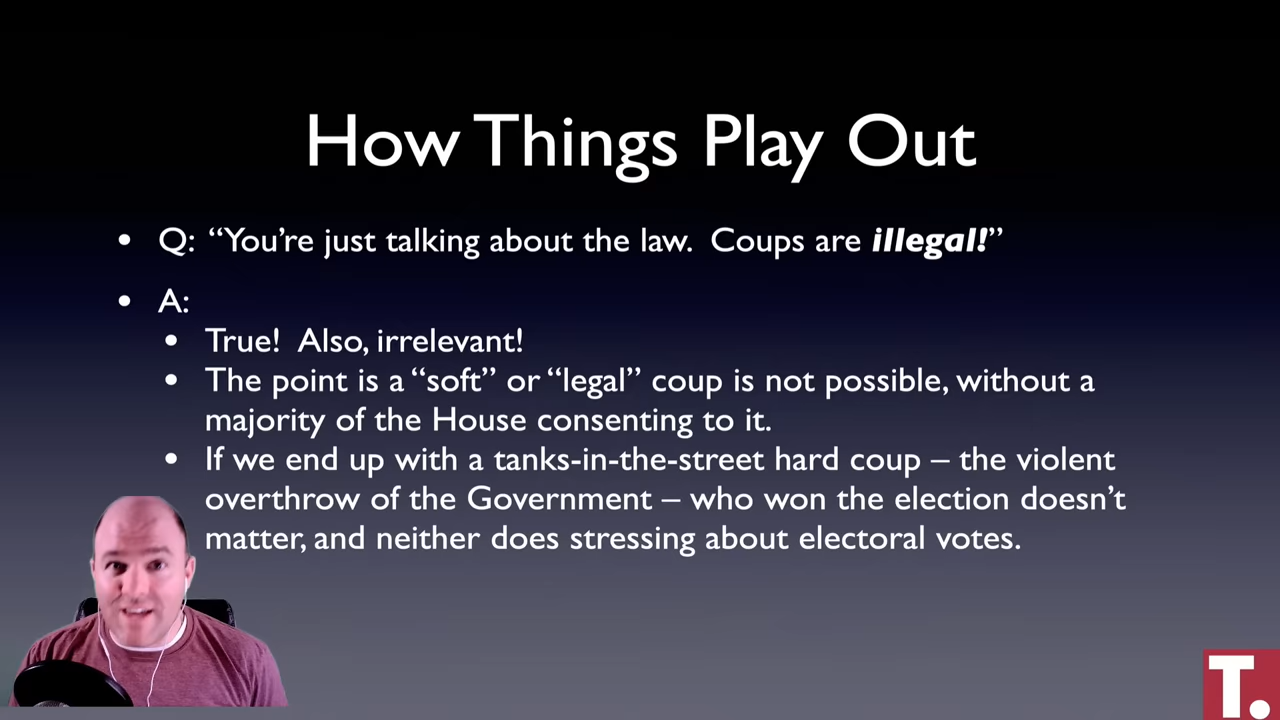 How Things Play Out
• Q: “You’re just talking about the law.  Coups are illegal!”
• A:
• True!  Also, irrelevant!
• The point is a “soft” or “legal” coup is not possible, without a
majority of the House consenting to it.
• If we end up with a tanks-in-the-street hard coup – the violent
overthrow of the Government – who won the election doesn’t
matter, and neither does stressing about electoral votes.
T.